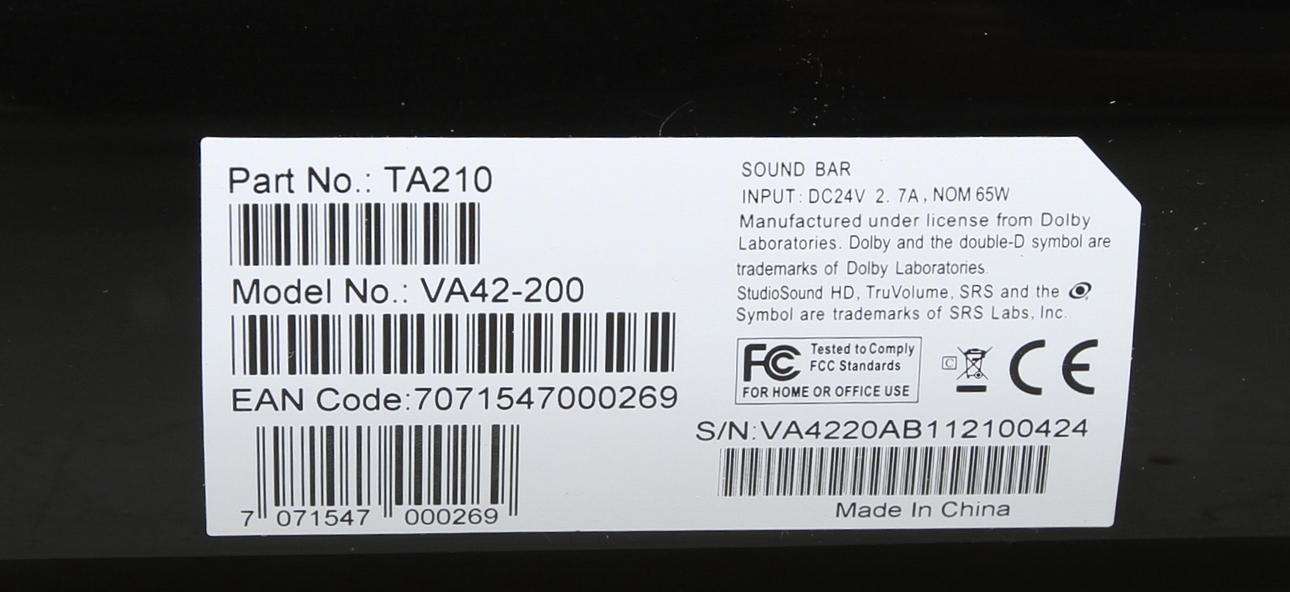 Part No.: TA210
Model No.: VA42-200
EAN Code:7071547000269
7 071547 000269
SOUND BAR
INPUT: DC24V 2. 7A, NOM 65W
Manufactured under license from Dolby
Laboratories. Dolby and the double-D symbol are
trademarks of Dolby Laboratories.
StudioSound HD, TruVolume, SRS and the
Symbol are trademarks of SRS Labs, Inc.
FC Tested to Comply
FCC Standards
FOR HOME OR OFFICE USE
C
CE
S/N:VA4220AB112100424
Made In China